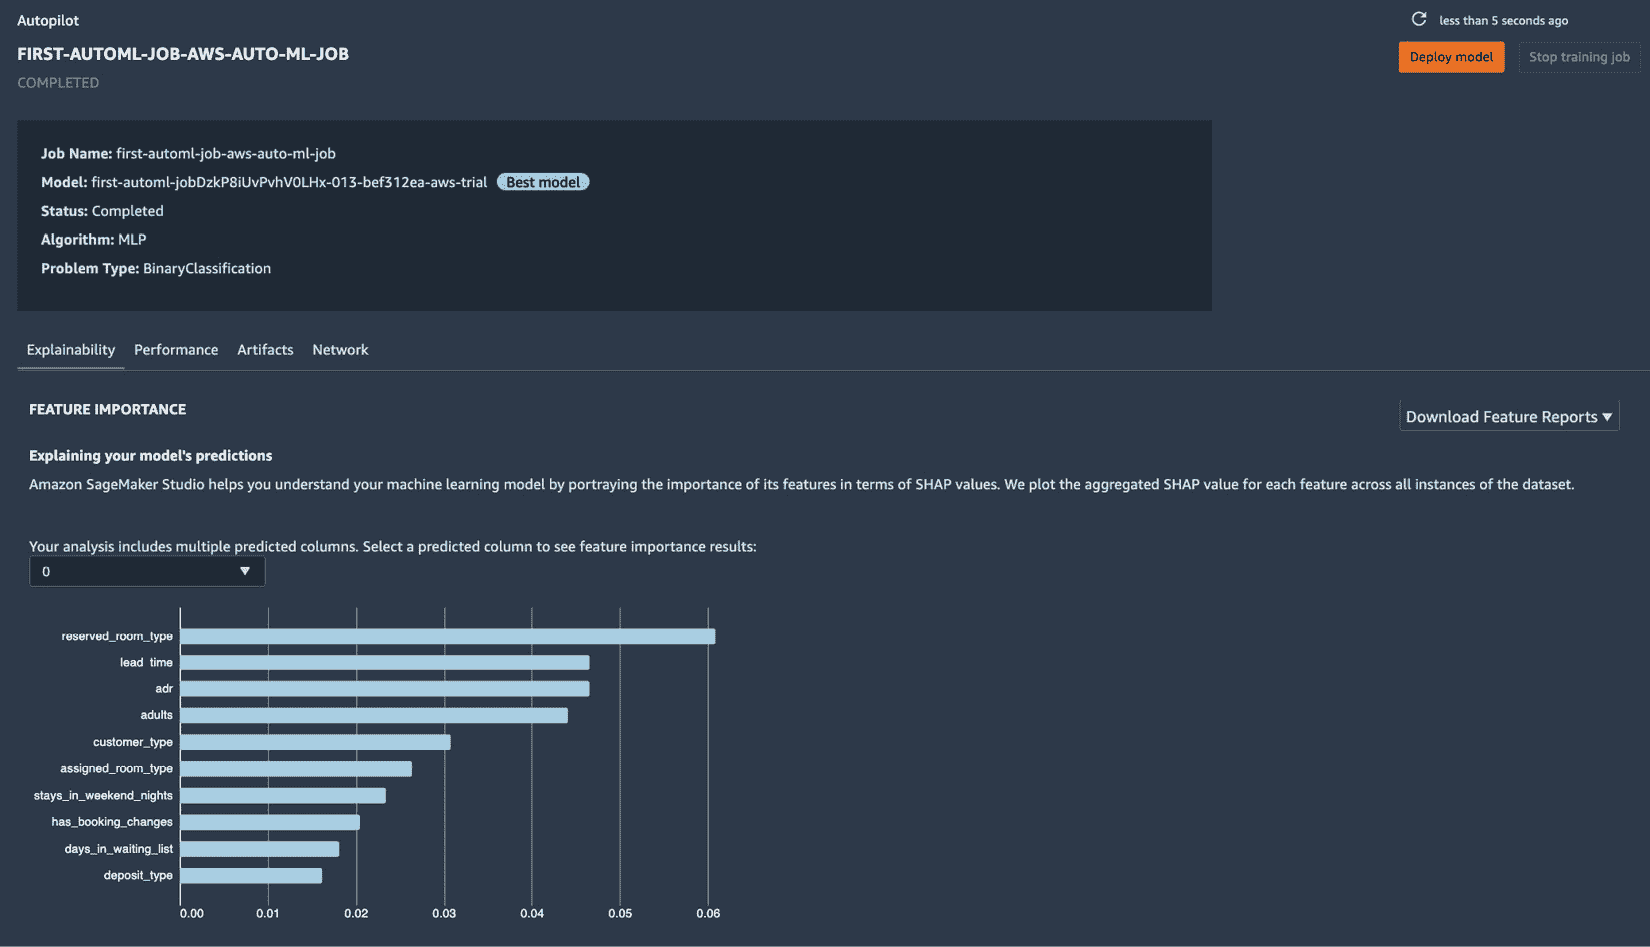 Autopilot
less than 5 seconds ago
FIRST-AUTOML-JOB-AWS-AUTO-ML-JOB
Deploy model
Stop training job
COMPLETED
Job Name: first-automl-job-aws-auto-ml-job
Model: first-automl-jobDzkP8iUvPvhV0LHx-013-bef312ea-aws-trial Best model
Status: Completed
Algorithm: MLP
Problem Type: BinaryClassification
Explainability Performance Artifacts Network
FEATURE IMPORTANCE
Download Feature Reports ▼
Explaining your model's predictions
Amazon SageMaker Studio helps you understand your machine learning model by portraying the importance of its features in terms of SHAP values. We plot the aggregated SHAP value for each feature across all instances of the dataset.
Your analysis includes multiple predicted columns. Select a predicted column to see feature importance results:
0 ▼
reserved_room_type
lead_time
adr
adults
customer_type
assigned_room_type
stays_in_weekend_nights
has_booking_changes
days_in_waiting_list
deposit_type
0.00 0.01 0.02 0.03 0.04 0.05 0.06